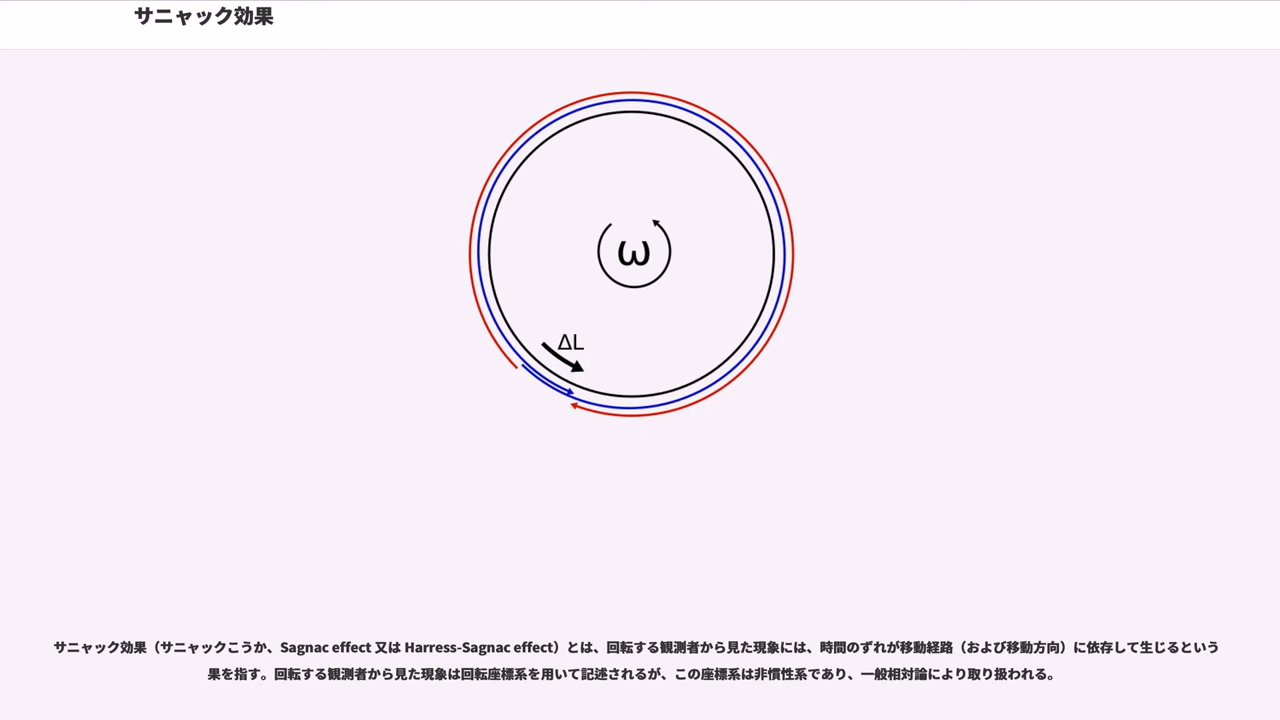 サニャック効果
ω
ΔL
サニャック効果（サニャックこうか、Sagnac effect 又は Harress-Sagnac effect）とは、回転する観測者から見た現象には、時間のずれが移動経路（および移動方向）に依存して生じるという
果を指す。回転する観測者から見た現象は回転座標系を用いて記述されるが、この座標系は非慣性系であり、一般相対論により取り扱われる。